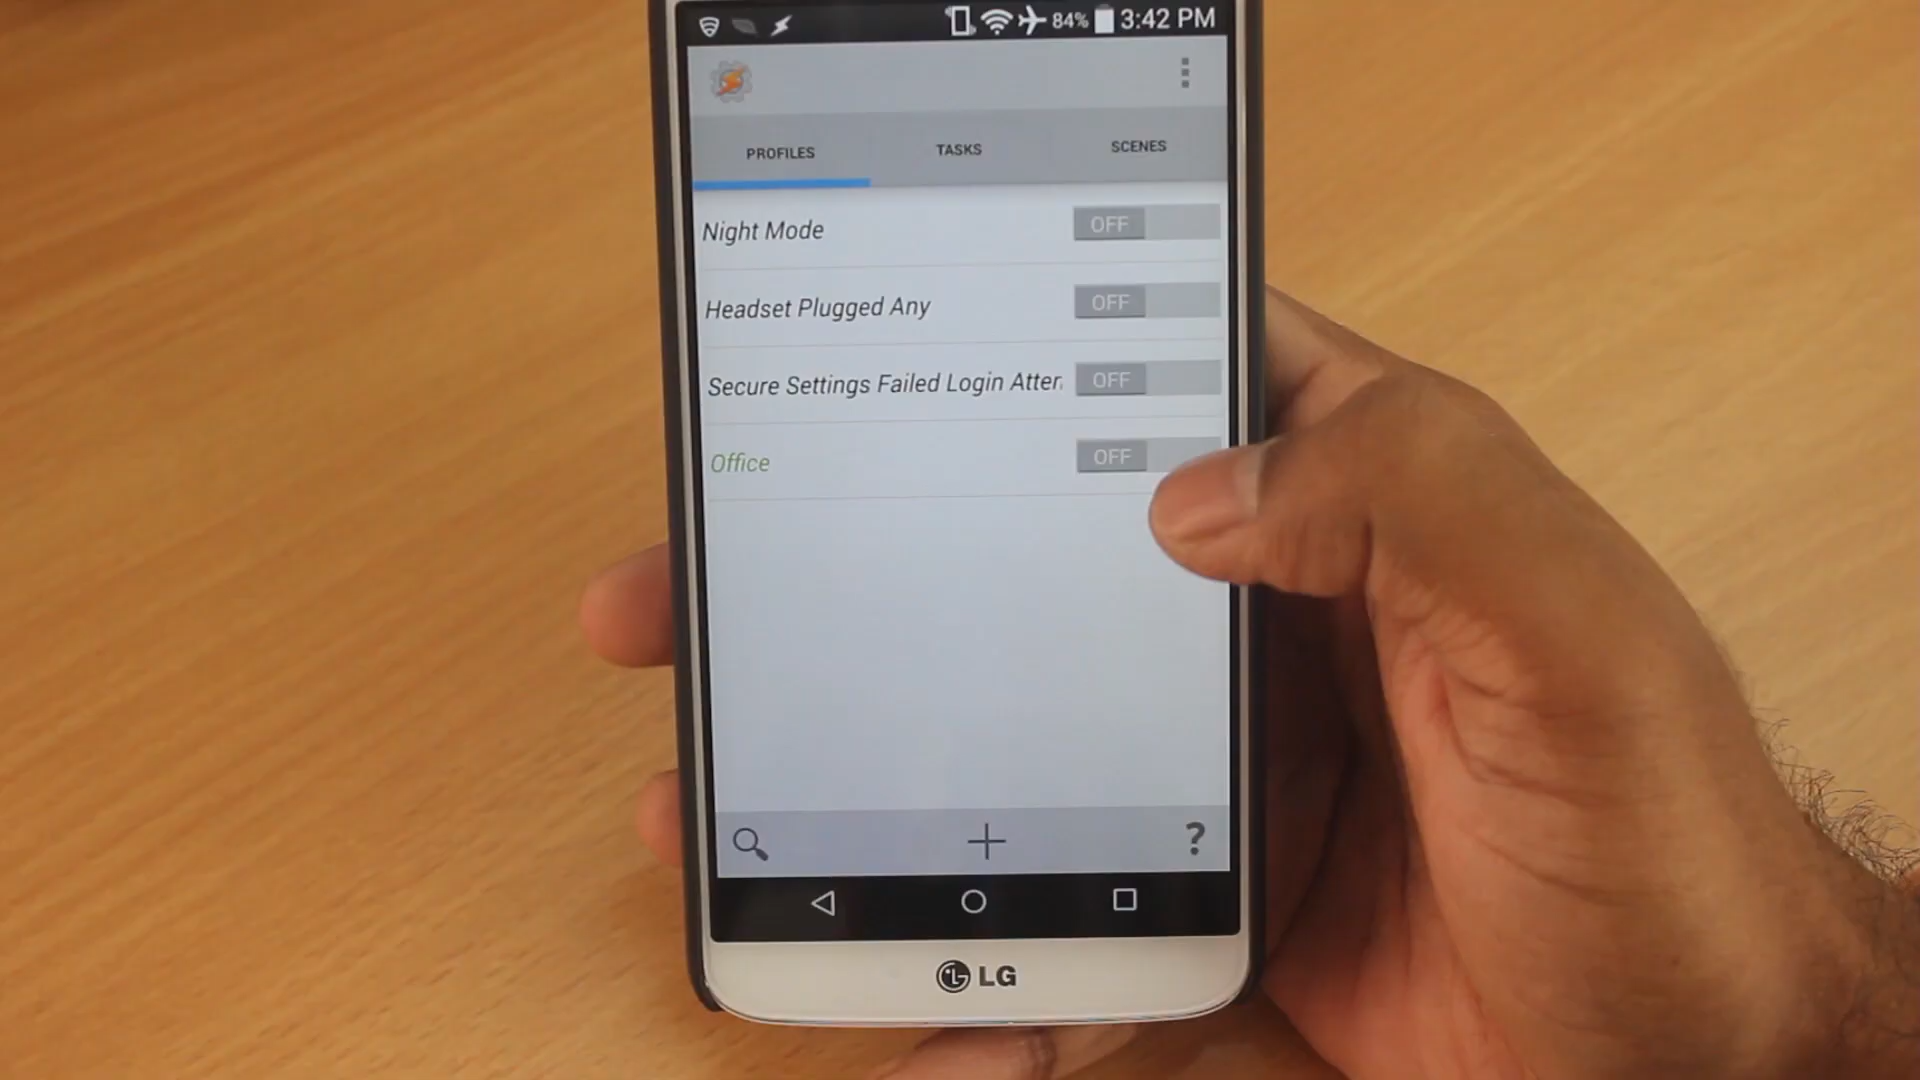 84% 3:42 PM
PROFILES TASKS SCENES
Night Mode OFF
Headset Plugged Any OFF
Secure Settings Failed Login Atter OFF
Office OFF
?
LG